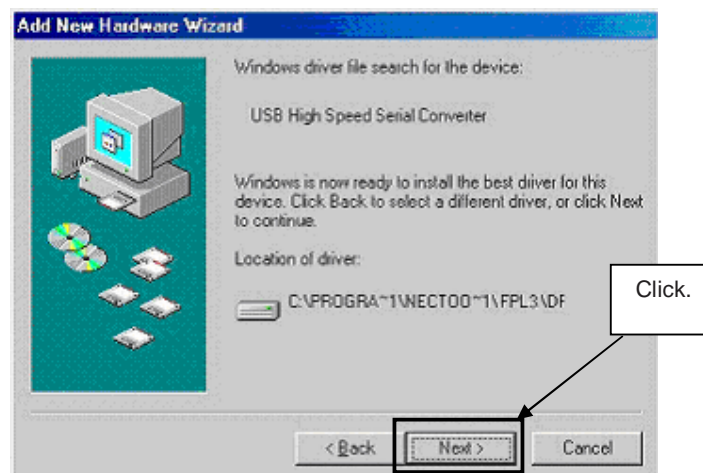 Add New Hardware Wizard
Windows driver file search for the device:
USB High Speed Serial Converter
Windows is now ready to install the best driver for this
device. Click Back to select a different driver, or click Next
to continue.
Location of driver:
C:\PROGRA~1\NECTOO~1\FPL3\DF
Click.
< Back
Next >
Cancel